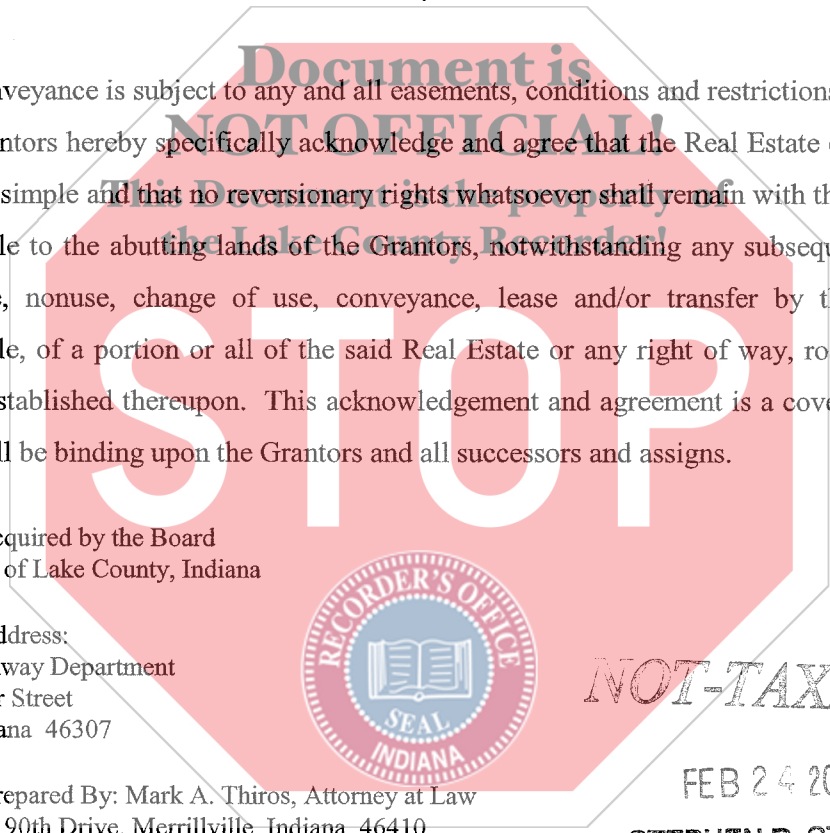 Document is
nveyance is subject to any and all easements, conditions and restrictions
NOT OFFICIAL!
ntors hereby specifically acknowledge and agree that the Real Estate
This Document is the property of
simple and that no reversionary rights whatsoever shall remain with th
the Lake County Recorder!
le to the abutting lands of the Grantors, notwithstanding any subsequ
, nonuse, change of use, conveyance, lease and/or transfer by t
le, of a portion or all of the said Real Estate or any right of way, ro
STOP
stablished thereupon. This acknowledgement and agreement is a cove
ll be binding upon the Grantors and all successors and assigns.
cquired by the Board
of Lake County, Indiana
RECORDER'S OFFICE
SEAL
INDIANA
ddress:
way Department
r Street
ana 46307
NOT-TAX
FEB 24 20
repared By: Mark A. Thiros, Attorney at Law
90th Drive, Merrillville, Indiana 46410